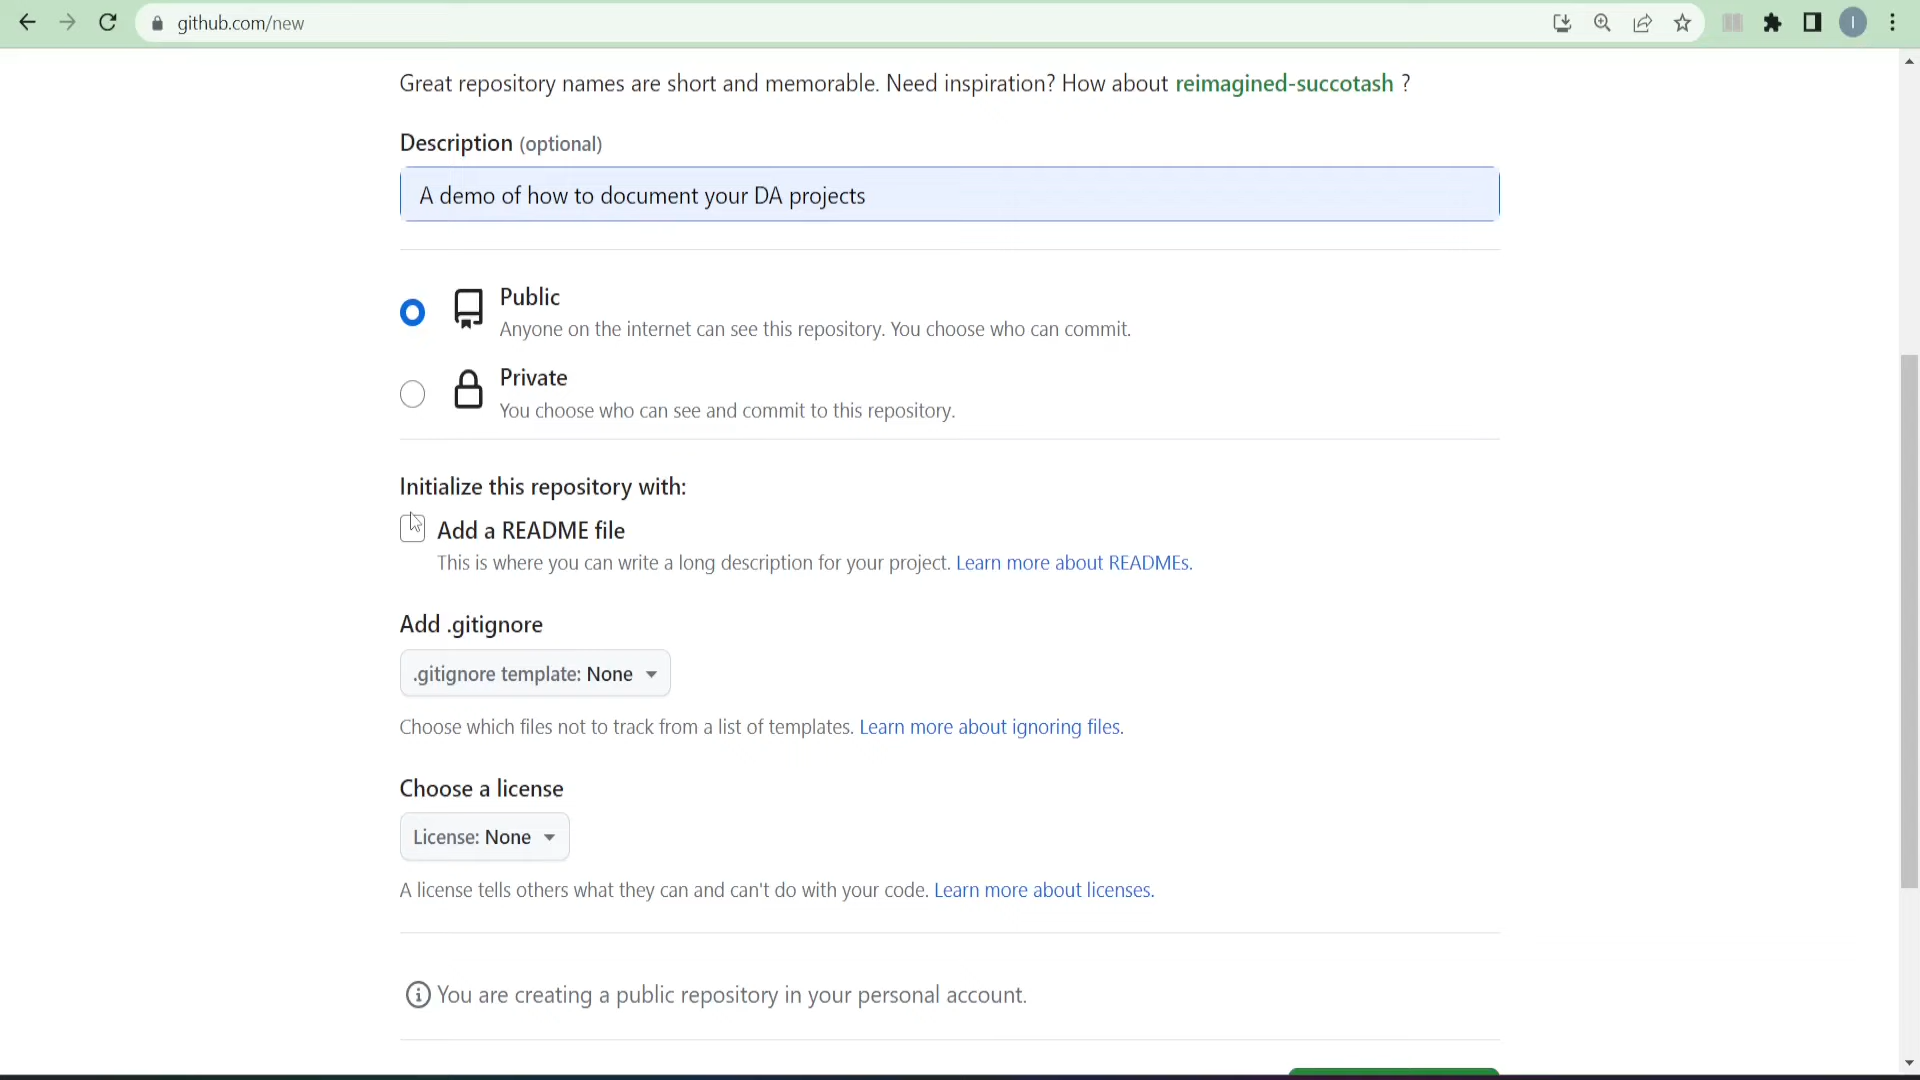 github.com/new
I
Great repository names are short and memorable. Need inspiration? How about reimagined-succotash ?
Description (optional)
A demo of how to document your DA projects
Public
Anyone on the internet can see this repository. You choose who can commit.
Private
You choose who can see and commit to this repository.
Initialize this repository with:
Add a README file
This is where you can write a long description for your project. Learn more about READMEs.
Add .gitignore
.gitignore template: None
Choose which files not to track from a list of templates. Learn more about ignoring files.
Choose a license
License: None
A license tells others what they can and can't do with your code. Learn more about licenses.
You are creating a public repository in your personal account.